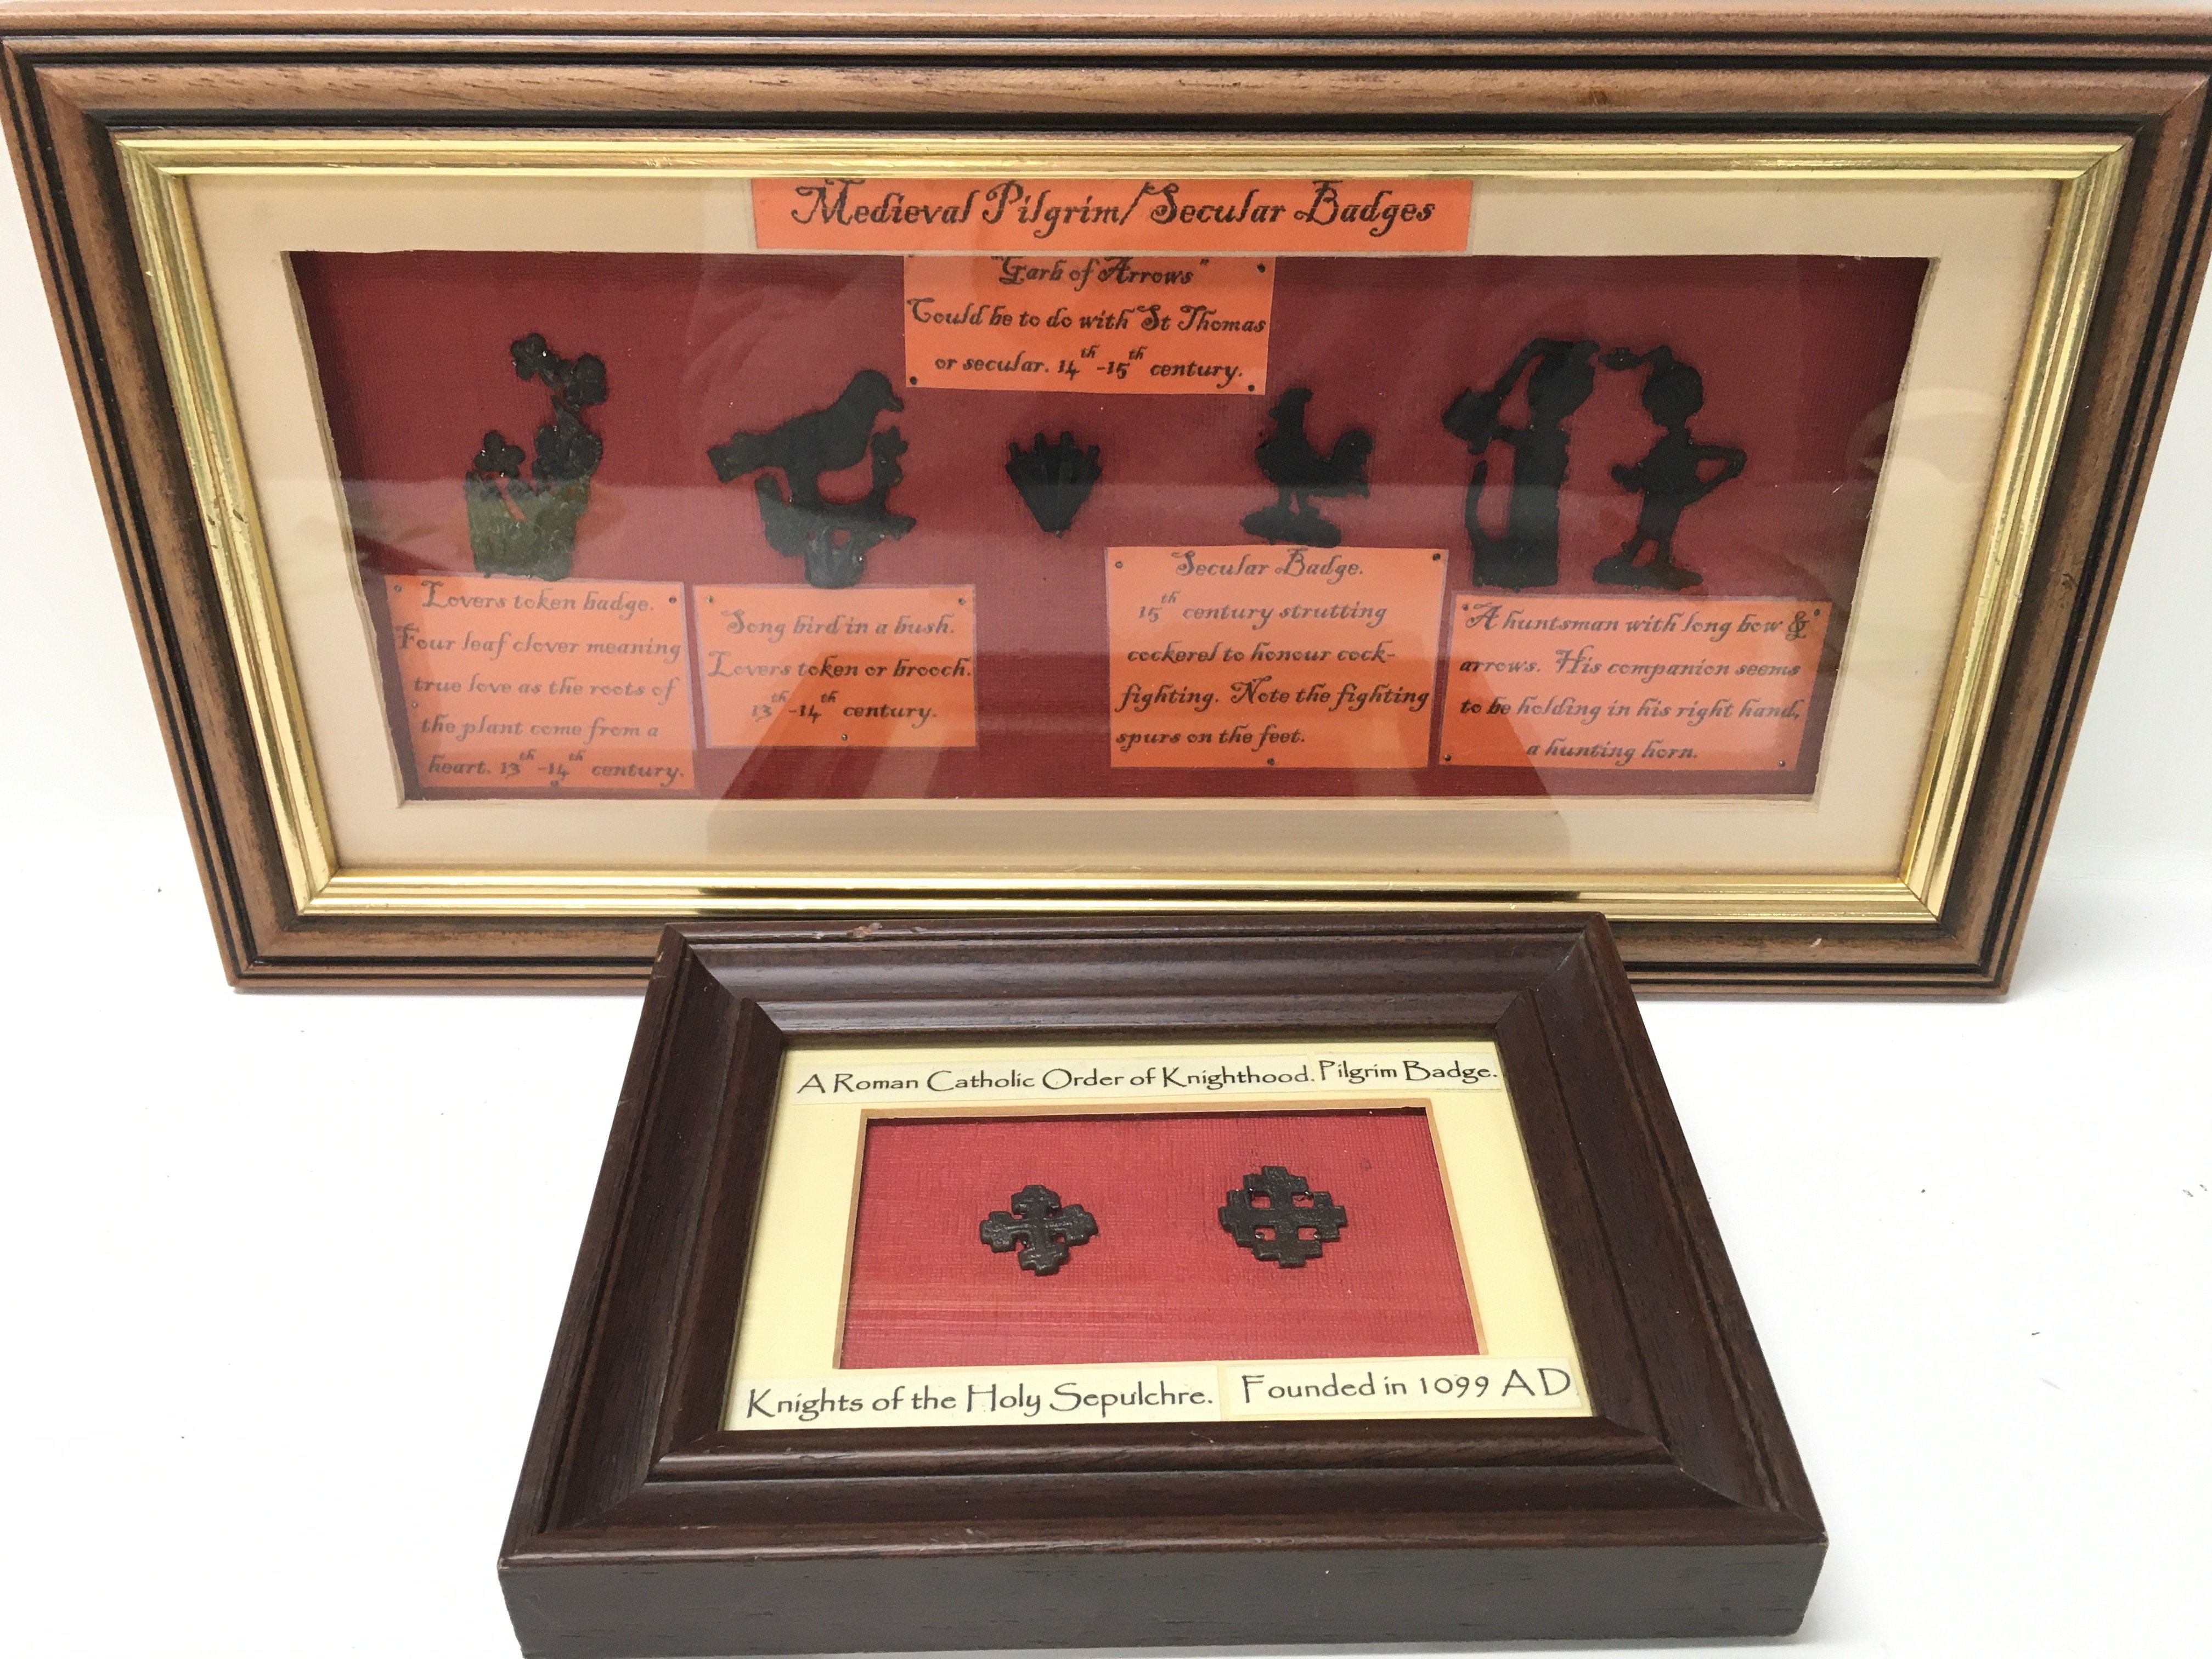 Medieval Pilgrim/Secular Badges
"Garb of Arrows"
Could be to do with St Thomas
or secular. 14th-15th century.
Lovers token badge.
Four leaf clover meaning
true love as the roots of
the plant come from a
heart. 13th-14th century.
Song bird in a bush.
Lovers token or brooch.
13th-14th century.
Secular Badge.
15th century strutting
cockerel to honour cock-
fighting. Note the fighting
spurs on the feet.
A huntsman with long bow &
arrows. His companion seems
to be holding in his right hand,
a hunting horn.
A Roman Catholic Order of Knighthood. Pilgrim Badge.
Knights of the Holy Sepulchre. Founded in 1099 AD